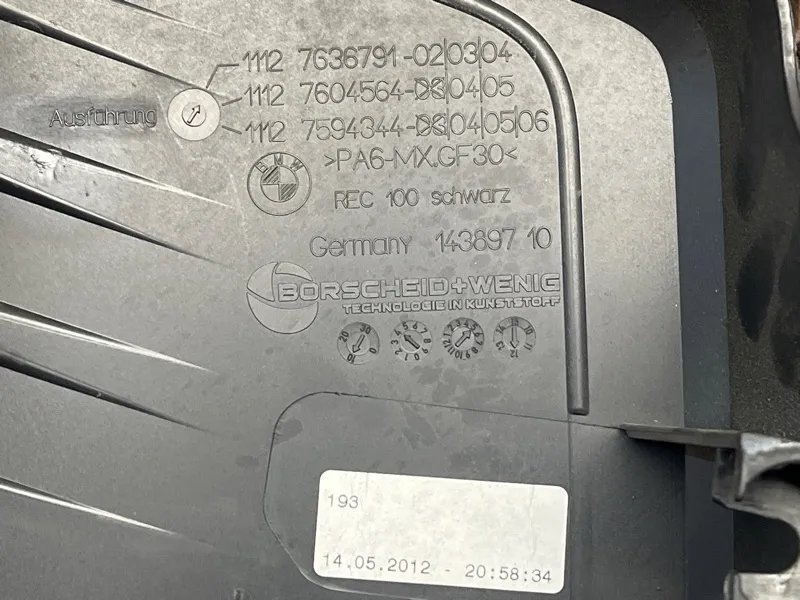 1112 7636791-02|03|04
1112 7604564-03|04|05
Ausführung
1112 7594344-03|04|05|06
BMW
>PA6-MX.GF30<
REC 100 schwarz
Germany 143897 10
BORSCHEID+WENIG
TECHNOLOGIE IN KUNSTSTOFF
193
14.05.2012 - 20:58:34